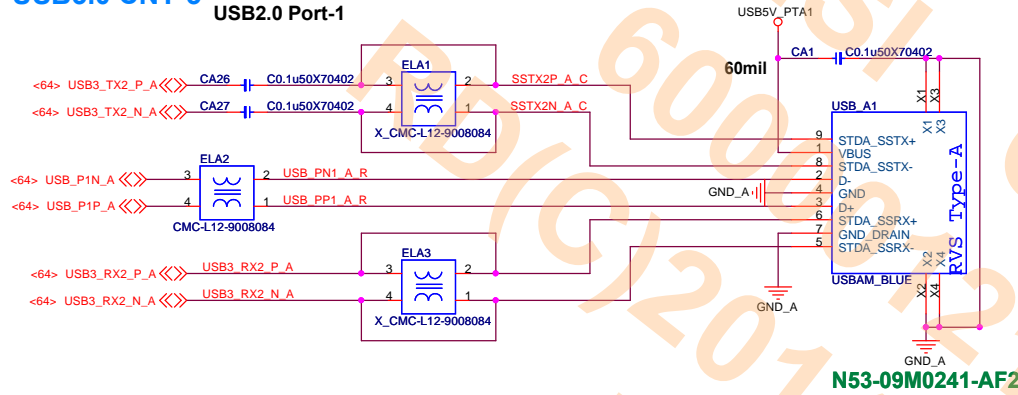 USB2.0 Port-1
USB5V_PTA1
CA1 C0.1u50X70402
60mil
<64> USB3_TX2_P_A CA26 C0.1u50X70402 3 ELA1 2 SSTX2P_A_C
<64> USB3_TX2_N_A CA27 C0.1u50X70402 4 1 SSTX2N_A_C
X_CMC-L12-9008084
ELA2
<64> USB_P1N_A 3 2 USB_PN1_A_R
<64> USB_P1P_A 4 1 USB_PP1_A_R
CMC-L12-9008084
ELA3
<64> USB3_RX2_P_A USB3_RX2_P_A 3 2
<64> USB3_RX2_N_A USB3_RX2_N_A 4 1
X_CMC-L12-9008084
X1 X3
USB_A1
X1 X3
9 STDA_SSTX+
1 VBUS
8 STDA_SSTX-
2 D-
GND_A 4 GND
3 D+
6 STDA_SSRX+
7 GND_DRAIN
5 STDA_SSRX-
RVS Type-A
X2 X4
USBAM_BLUE
X2 X4
GND_A
GND_A
N53-09M0241-AF2